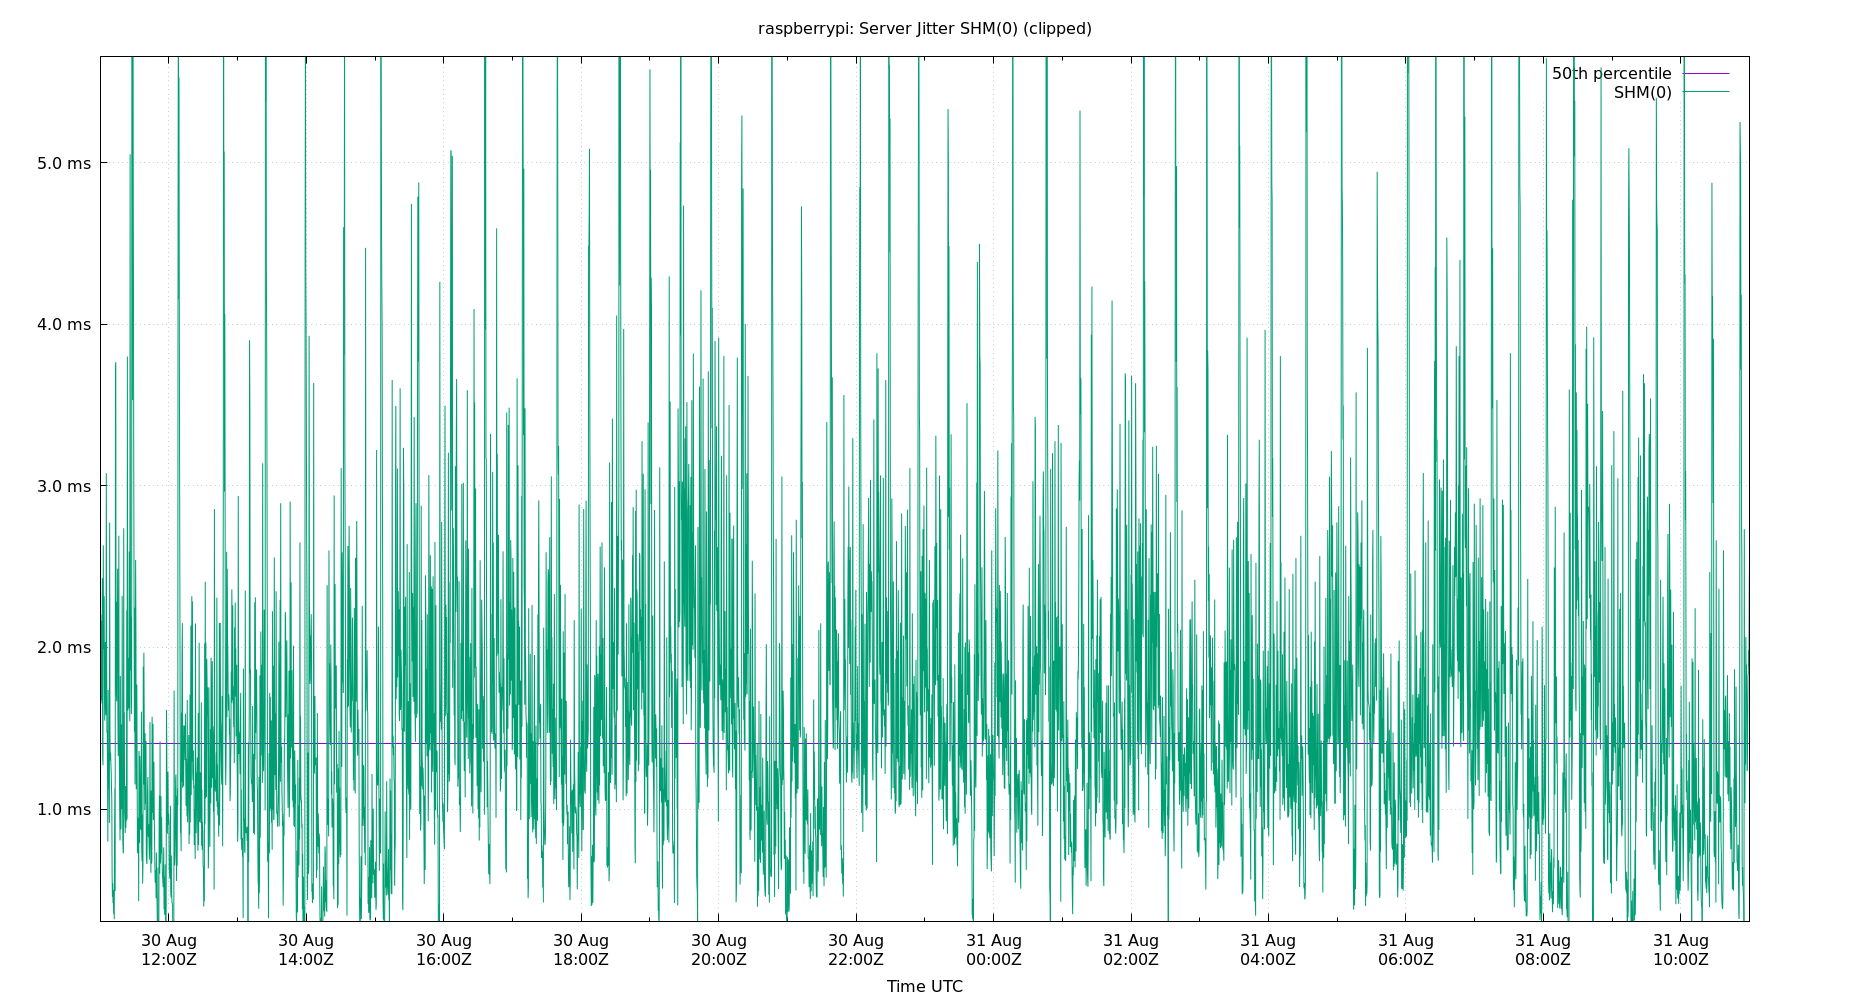 raspberrypi: Server Jitter SHM(0) (clipped)
50th percentile
SHM(0)
5.0 ms
4.0 ms
3.0 ms
2.0 ms
1.0 ms
30 Aug 30 Aug 30 Aug 30 Aug 30 Aug 30 Aug 31 Aug 31 Aug 31 Aug 31 Aug 31 Aug 31 Aug
12:00Z 14:00Z 16:00Z 18:00Z 20:00Z 22:00Z 00:00Z 02:00Z 04:00Z 06:00Z 08:00Z 10:00Z
Time UTC